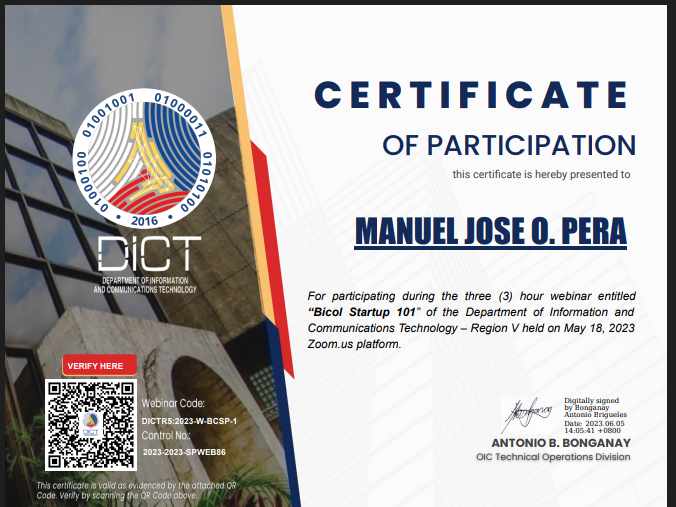 01001001 01000011 01010100 01000100
• 2016 •
DICT
DEPARTMENT OF INFORMATION
AND COMMUNICATIONS TECHNOLOGY
VERIFY HERE
DICT
Webinar Code:
DICTR5:2023-W-BCSP-1
Control No.:
2023-2023-SPWEB86
This certificate is valid as evidenced by the attached QR
Code. Verify by scanning the QR Code above.
CERTIFICATE
OF PARTICIPATION
this certificate is hereby presented to
MANUEL JOSE O. PERA
For participating during the three (3) hour webinar entitled
“Bicol Startup 101” of the Department of Information and
Communications Technology – Region V held on May 18, 2023
Zoom.us platform.
Digitally signed
by Bonganay
Antonio Brigueles
Date: 2023.06.05
14:05:41 +0800
ANTONIO B. BONGANAY
OIC Technical Operations Division